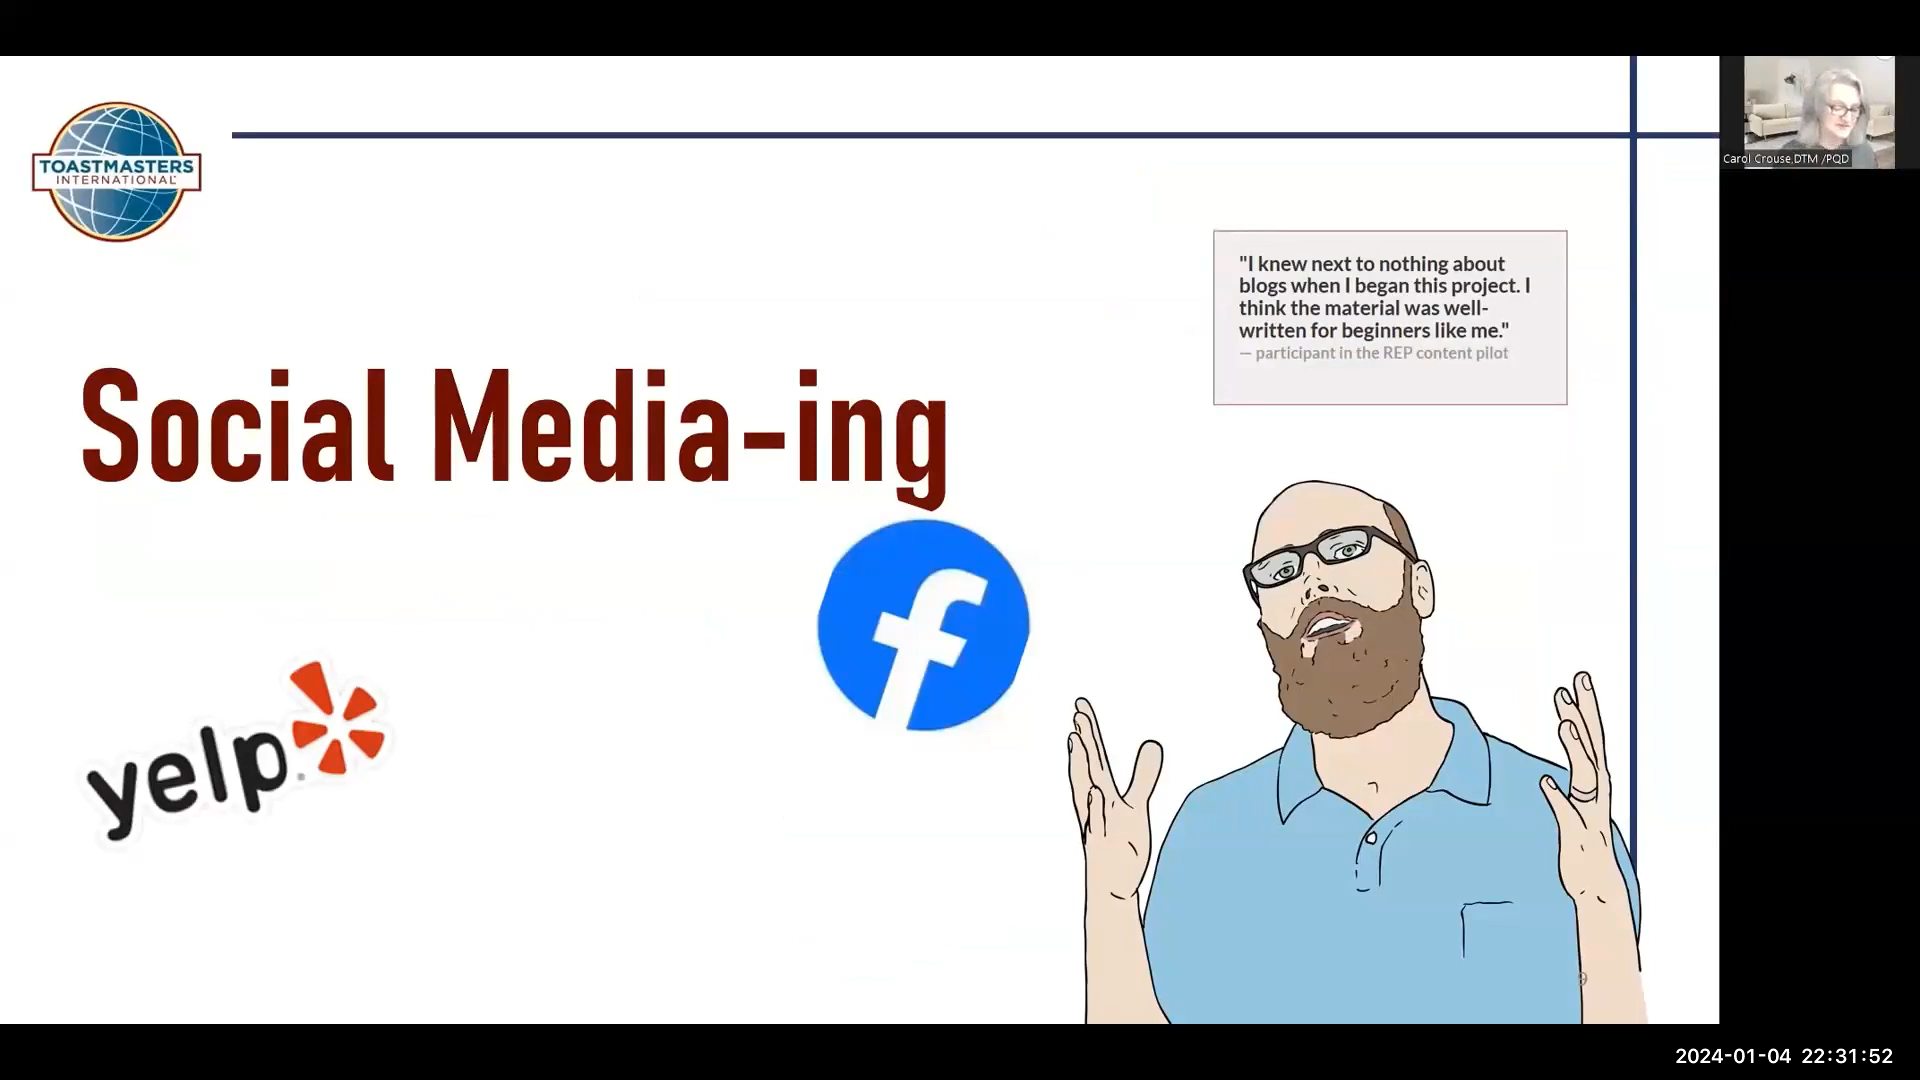 TOASTMASTERS
INTERNATIONAL
Carol Crouse,DTM /PQD
"I knew next to nothing about
blogs when I began this project. I
think the material was well-
written for beginners like me."
— participant in the REP content pilot
Social Media-ing
f
yelp
9
2024-01-04 22:31:52